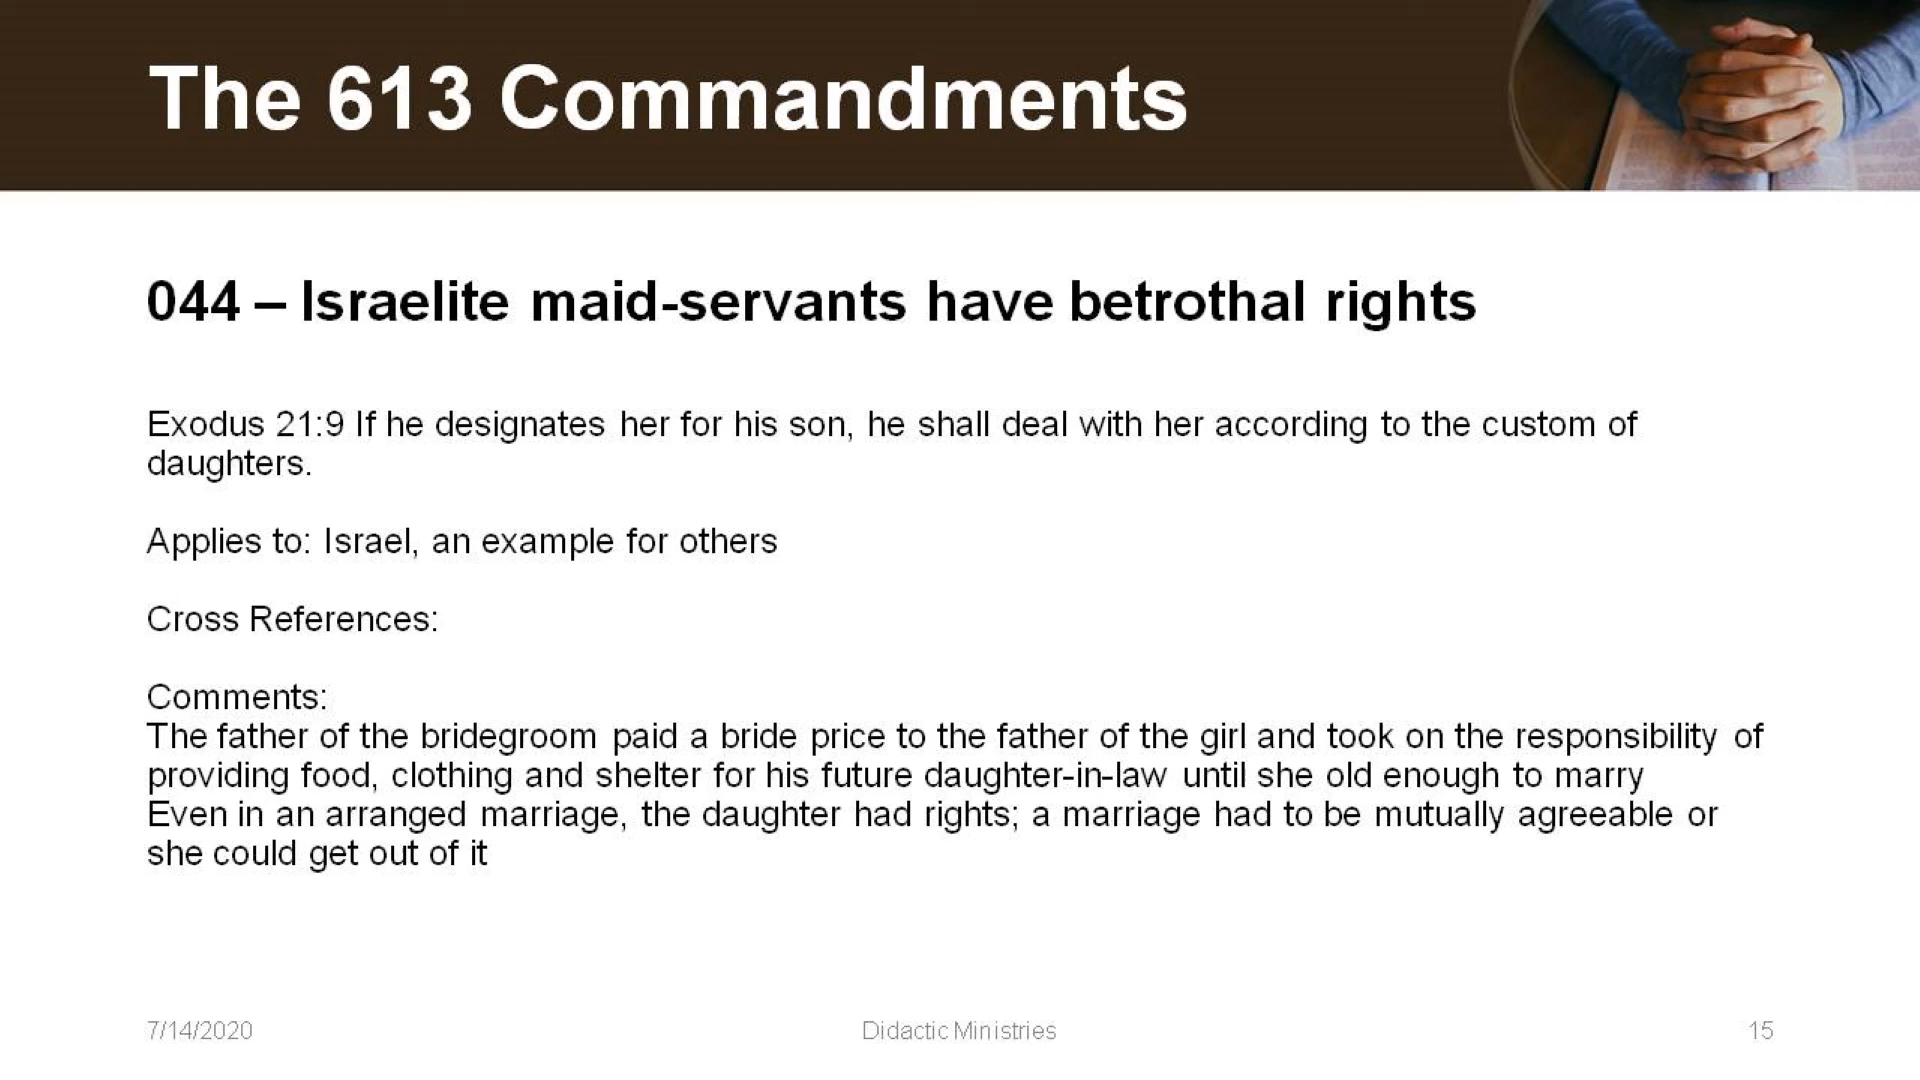 The 613 Commandments
044 – Israelite maid-servants have betrothal rights
Exodus 21:9 If he designates her for his son, he shall deal with her according to the custom of
daughters.
Applies to: Israel, an example for others
Cross References:
Comments:
The father of the bridegroom paid a bride price to the father of the girl and took on the responsibility of
providing food, clothing and shelter for his future daughter-in-law until she old enough to marry
Even in an arranged marriage, the daughter had rights; a marriage had to be mutually agreeable or
she could get out of it
7/14/2020
Didactic Ministries
15